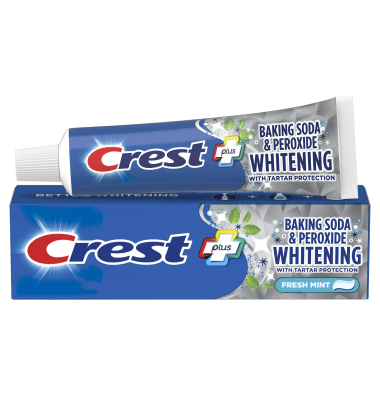 Crest
plus
BAKING SODA
& PEROXIDE
WHITENING
WITH TARTAR PROTECTION
Crest
plus
BAKING SODA
& PEROXIDE
WHITENING
WITH TARTAR PROTECTION
FRESH MINT